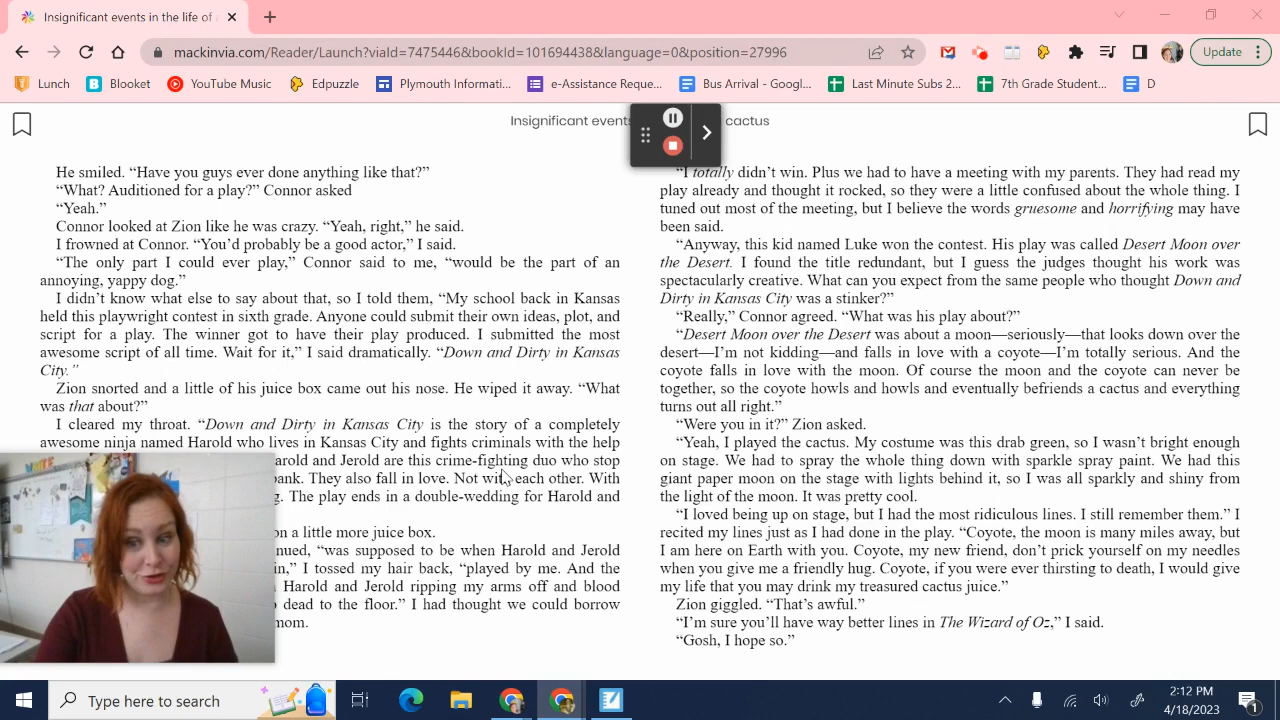 Insignificant events in the life of a
mackinvia.com/Reader/Launch?viaId=7475446&bookId=101694438&language=0&position=27996
Update
Lunch
Blooket
YouTube Music
Edpuzzle
Plymouth Informati...
e-Assistance Reque...
Bus Arrival - Googl...
Last Minute Subs 2...
7th Grade Student...
D
Insignificant events
cactus
He smiled. “Have you guys ever done anything like that?”
“What? Auditioned for a play?” Connor asked
“Yeah.”
Connor looked at Zion like he was crazy. “Yeah, right,” he said.
I frowned at Connor. “You’d probably be a good actor,” I said.
“The only part I could ever play,” Connor said to me, “would be the part of an
annoying, yappy dog.”
I didn’t know what else to say about that, so I told them, “My school back in Kansas
held this playwright contest in sixth grade. Anyone could submit their own ideas, plot, and
script for a play. The winner got to have their play produced. I submitted the most
awesome script of all time. Wait for it,” I said dramatically. “Down and Dirty in Kansas
City.”
Zion snorted and a little of his juice box came out his nose. He wiped it away. “What
was that about?”
I cleared my throat. “Down and Dirty in Kansas City is the story of a completely
awesome ninja named Harold who lives in Kansas City and fights criminals with the help
arold and Jerold are this crime-fighting duo who stop
ank. They also fall in love. Not with each other. With
g. The play ends in a double-wedding for Harold and
on a little more juice box.
nued, “was supposed to be when Harold and Jerold
in,” I tossed my hair back, “played by me. And the
Harold and Jerold ripping my arms off and blood
dead to the floor.” I had thought we could borrow
mom.
“I totally didn’t win. Plus we had to have a meeting with my parents. They had read my
play already and thought it rocked, so they were a little confused about the whole thing. I
tuned out most of the meeting, but I believe the words gruesome and horrifying may have
been said.
“Anyway, this kid named Luke won the contest. His play was called Desert Moon over
the Desert. I found the title redundant, but I guess the judges thought his work was
spectacularly creative. What can you expect from the same people who thought Down and
Dirty in Kansas City was a stinker?”
“Really,” Connor agreed. “What was his play about?”
“Desert Moon over the Desert was about a moon—seriously—that looks down over the
desert—I’m not kidding—and falls in love with a coyote—I’m totally serious. And the
coyote falls in love with the moon. Of course the moon and the coyote can never be
together, so the coyote howls and howls and eventually befriends a cactus and everything
turns out all right.”
“Were you in it?” Zion asked.
“Yeah, I played the cactus. My costume was this drab green, so I wasn’t bright enough
on stage. We had to spray the whole thing down with sparkle spray paint. We had this
giant paper moon on the stage with lights behind it, so I was all sparkly and shiny from
the light of the moon. It was pretty cool.
“I loved being up on stage, but I had the most ridiculous lines. I still remember them.” I
recited my lines just as I had done in the play. “Coyote, the moon is many miles away, but
I am here on Earth with you. Coyote, my new friend, don’t prick yourself on my needles
when you give me a friendly hug. Coyote, if you were ever thirsting to death, I would give
my life that you may drink my treasured cactus juice.”
Zion giggled. “That’s awful.”
“I’m sure you’ll have way better lines in The Wizard of Oz,” I said.
“Gosh, I hope so.”
Type here to search
2:12 PM
4/18/2023
1